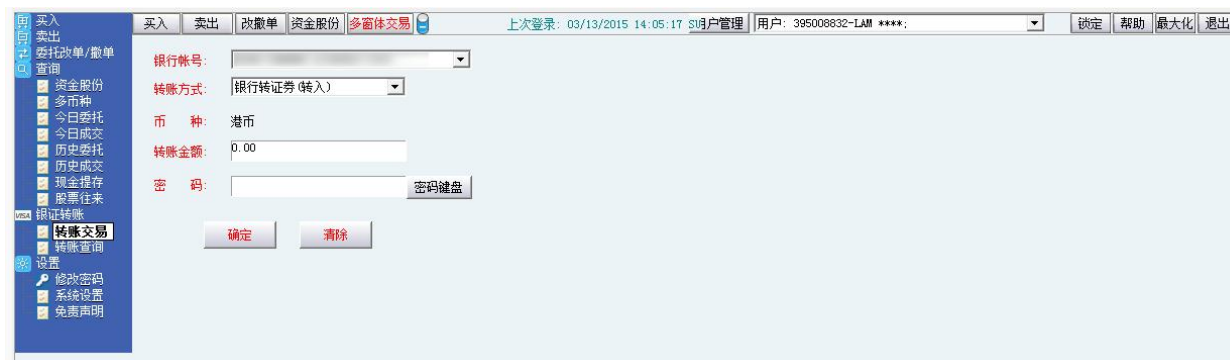 买入 卖出 改撤单 资金股份 多窗体交易 上次登录: 03/13/2015 14:05:17 SU 户管理 用户: 395008832-LAM ****; 锁定 帮助 最大化 退出
买入
卖出
委托改单/撤单
查询
资金股份
多币种
今日委托
今日成交
历史委托
历史成交
现金提存
股票往来
VISA 银证转账
转账交易
转账查询
设置
修改密码
系统设置
免责声明
银行帐号:
转账方式: 银行转证券(转入)
币 种: 港币
转账金额: 0.00
密 码: 密码键盘
确定 清除